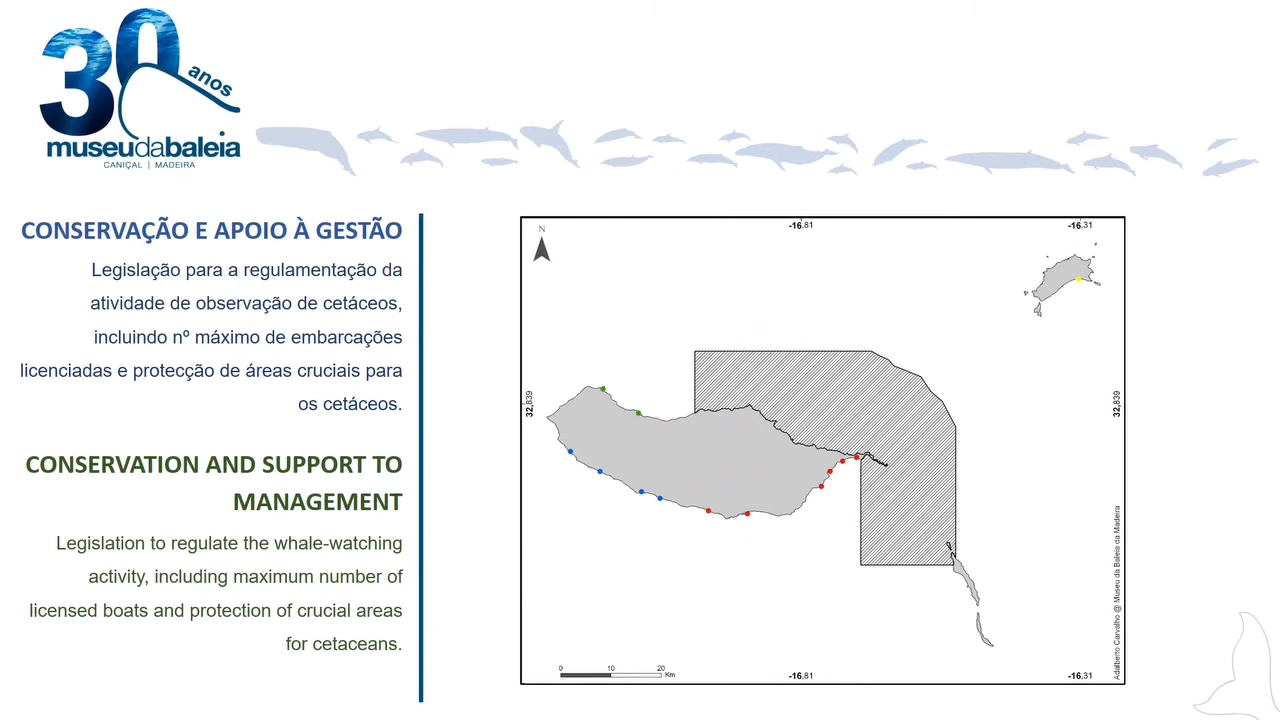 30
anos
museudabaleia
CANIÇAL | MADEIRA
CONSERVAÇÃO E APOIO À GESTÃO
Legislação para a regulamentação da
atividade de observação de cetáceos,
incluindo nº máximo de embarcações
licenciadas e protecção de áreas cruciais para
os cetáceos.
CONSERVATION AND SUPPORT TO
MANAGEMENT
Legislation to regulate the whale-watching
activity, including maximum number of
licensed boats and protection of crucial areas
for cetaceans.
N
-16.81
-16.31
32,839
32,839
0 10 20
Km
-16.81
-16.31
Adalberto Carvalho @ Museu da Baleia da Madeira